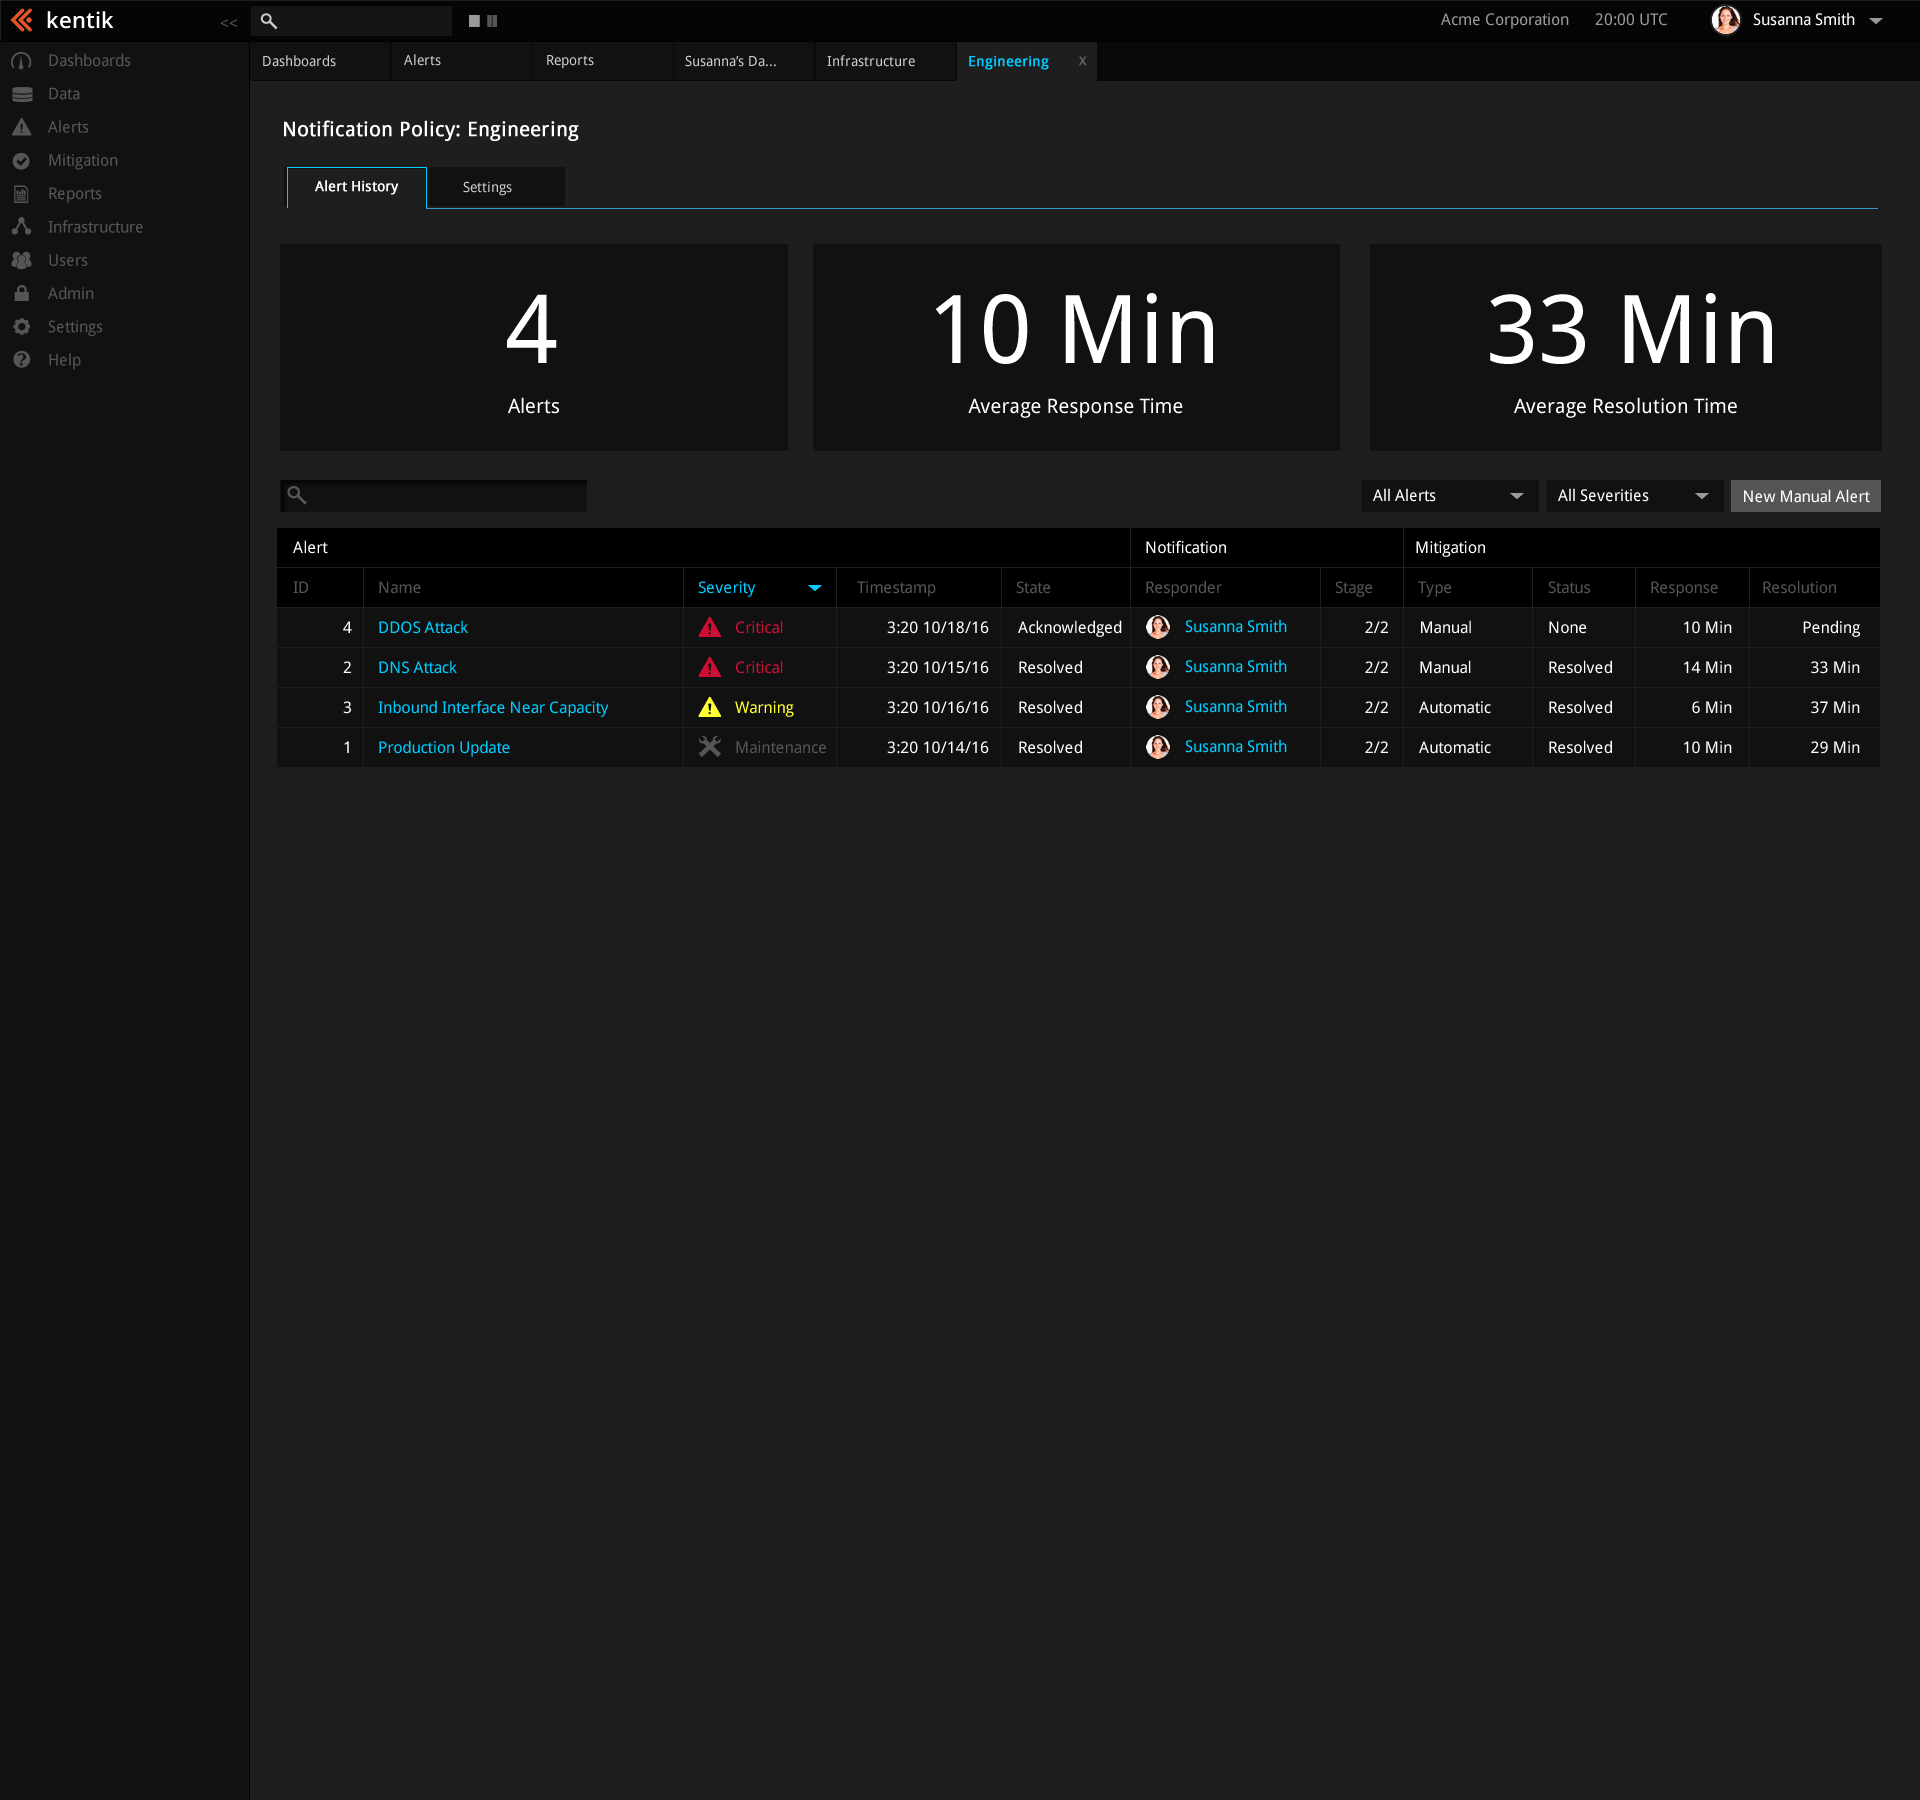 kentik
<<
Acme Corporation 20:00 UTC Susanna Smith
Dashboards
Data
Alerts
Mitigation
Reports
Infrastructure
Users
Admin
Settings
Help
Dashboards Alerts Reports Susanna’s Da... Infrastructure Engineering X
Notification Policy: Engineering
Alert History Settings
4
Alerts
10 Min
Average Response Time
33 Min
Average Resolution Time
All Alerts All Severities New Manual Alert
Alert Notification Mitigation
ID Name Severity Timestamp State Responder Stage Type Status Response Resolution
4 DDOS Attack Critical 3:20 10/18/16 Acknowledged Susanna Smith 2/2 Manual None 10 Min Pending
2 DNS Attack Critical 3:20 10/15/16 Resolved Susanna Smith 2/2 Manual Resolved 14 Min 33 Min
3 Inbound Interface Near Capacity Warning 3:20 10/16/16 Resolved Susanna Smith 2/2 Automatic Resolved 6 Min 37 Min
1 Production Update Maintenance 3:20 10/14/16 Resolved Susanna Smith 2/2 Automatic Resolved 10 Min 29 Min